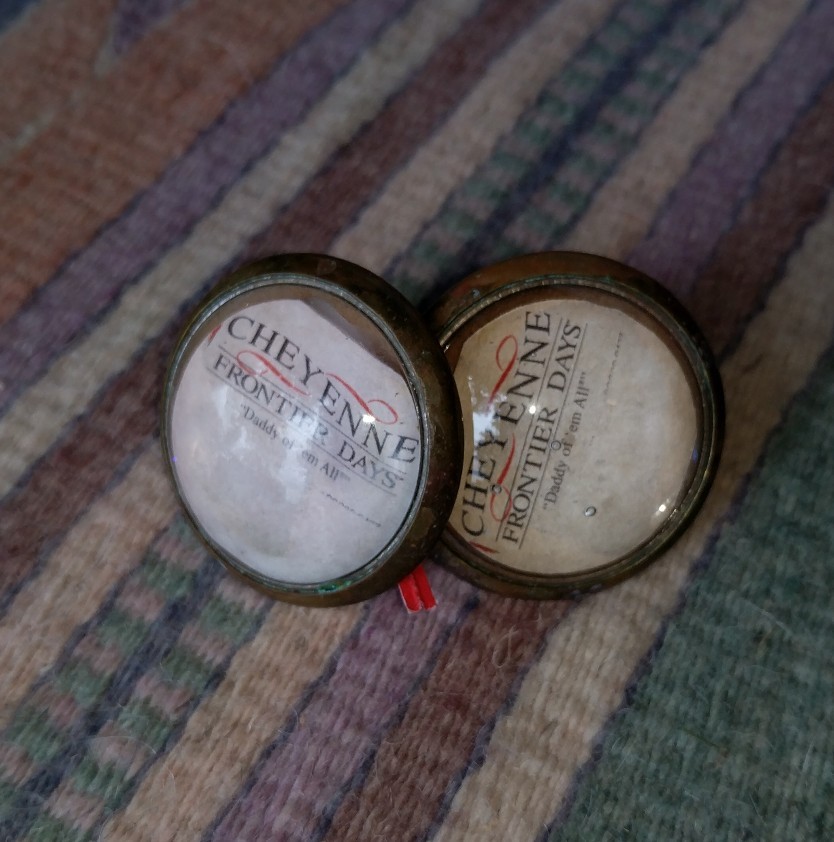 CHEYENNE
FRONTIER DAYS
"Daddy of 'em All"
CHEYENNE
FRONTIER DAYS
"Daddy of 'em All"